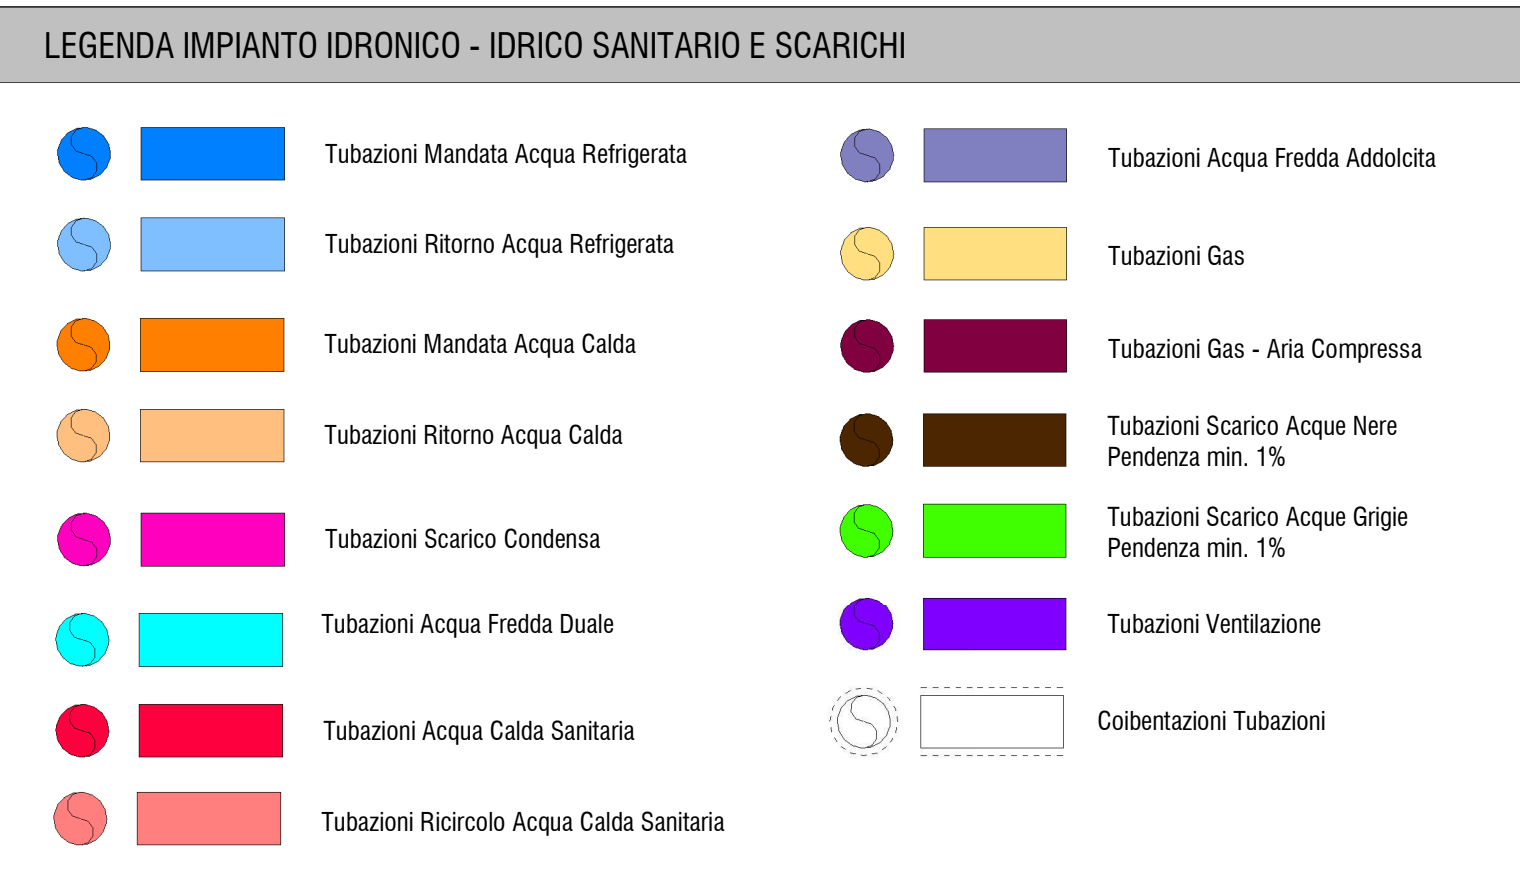 LEGENDA IMPIANTO IDRONICO - IDRICO SANITARIO E SCARICHI
Tubazioni Mandata Acqua Refrigerata
Tubazioni Ritorno Acqua Refrigerata
Tubazioni Mandata Acqua Calda
Tubazioni Ritorno Acqua Calda
Tubazioni Scarico Condensa
Tubazioni Acqua Fredda Duale
Tubazioni Acqua Calda Sanitaria
Tubazioni Ricircolo Acqua Calda Sanitaria
Tubazioni Acqua Fredda Addolcita
Tubazioni Gas
Tubazioni Gas - Aria Compressa
Tubazioni Scarico Acque Nere
Pendenza min. 1%
Tubazioni Scarico Acque Grigie
Pendenza min. 1%
Tubazioni Ventilazione
Coibentazioni Tubazioni